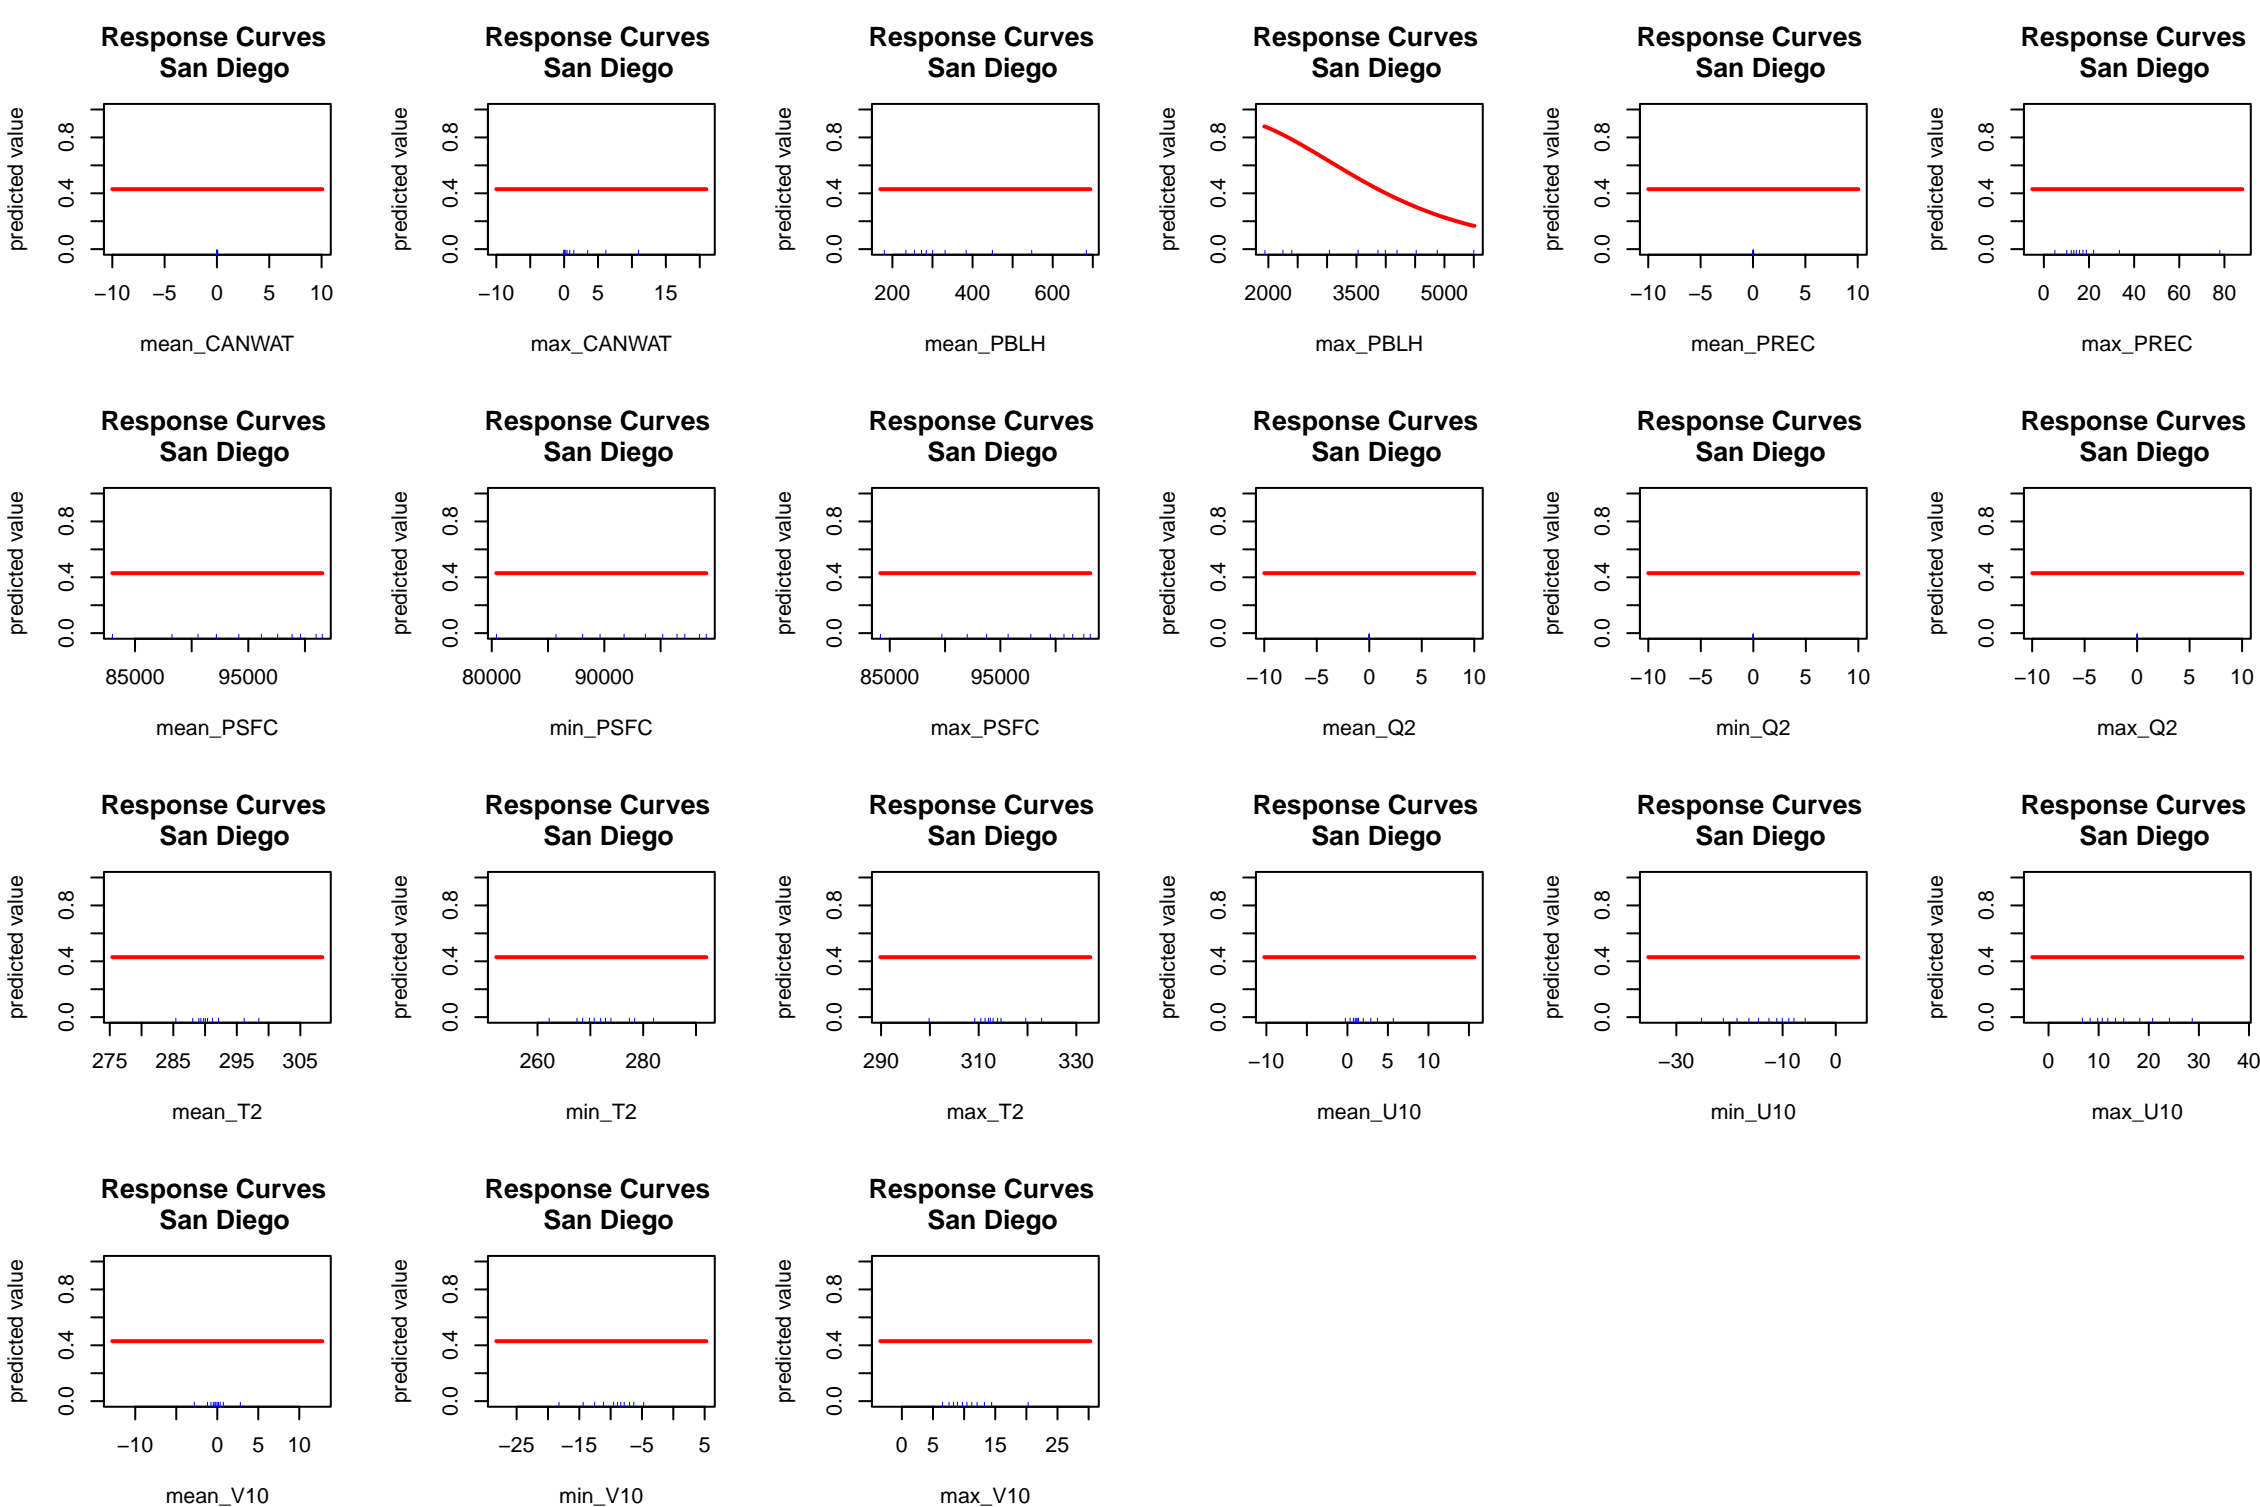 Response Curves
San Diego
predicted value
0.0 0.4 0.8
−10 −5 0 5 10
mean_CANWAT
Response Curves
San Diego
predicted value
0.0 0.4 0.8
−10 0 5 15
max_CANWAT
Response Curves
San Diego
predicted value
0.0 0.4 0.8
200 400 600
mean_PBLH
Response Curves
San Diego
predicted value
0.0 0.4 0.8
2000 3500 5000
max_PBLH
Response Curves
San Diego
predicted value
0.0 0.4 0.8
−10 −5 0 5 10
mean_PREC
Response Curves
San Diego
predicted value
0.0 0.4 0.8
0 20 40 60 80
max_PREC
Response Curves
San Diego
predicted value
0.0 0.4 0.8
85000 95000
mean_PSFC
Response Curves
San Diego
predicted value
0.0 0.4 0.8
80000 90000
min_PSFC
Response Curves
San Diego
predicted value
0.0 0.4 0.8
85000 95000
max_PSFC
Response Curves
San Diego
predicted value
0.0 0.4 0.8
−10 −5 0 5 10
mean_Q2
Response Curves
San Diego
predicted value
0.0 0.4 0.8
−10 −5 0 5 10
min_Q2
Response Curves
San Diego
predicted value
0.0 0.4 0.8
−10 −5 0 5 10
max_Q2
Response Curves
San Diego
predicted value
0.0 0.4 0.8
275 285 295 305
mean_T2
Response Curves
San Diego
predicted value
0.0 0.4 0.8
260 280
min_T2
Response Curves
San Diego
predicted value
0.0 0.4 0.8
290 310 330
max_T2
Response Curves
San Diego
predicted value
0.0 0.4 0.8
−10 0 5 10
mean_U10
Response Curves
San Diego
predicted value
0.0 0.4 0.8
−30 −10 0
min_U10
Response Curves
San Diego
predicted value
0.0 0.4 0.8
0 10 20 30 40
max_U10
Response Curves
San Diego
predicted value
0.0 0.4 0.8
−10 0 5 10
mean_V10
Response Curves
San Diego
predicted value
0.0 0.4 0.8
−25 −15 −5 5
min_V10
Response Curves
San Diego
predicted value
0.0 0.4 0.8
0 5 15 25
max_V10